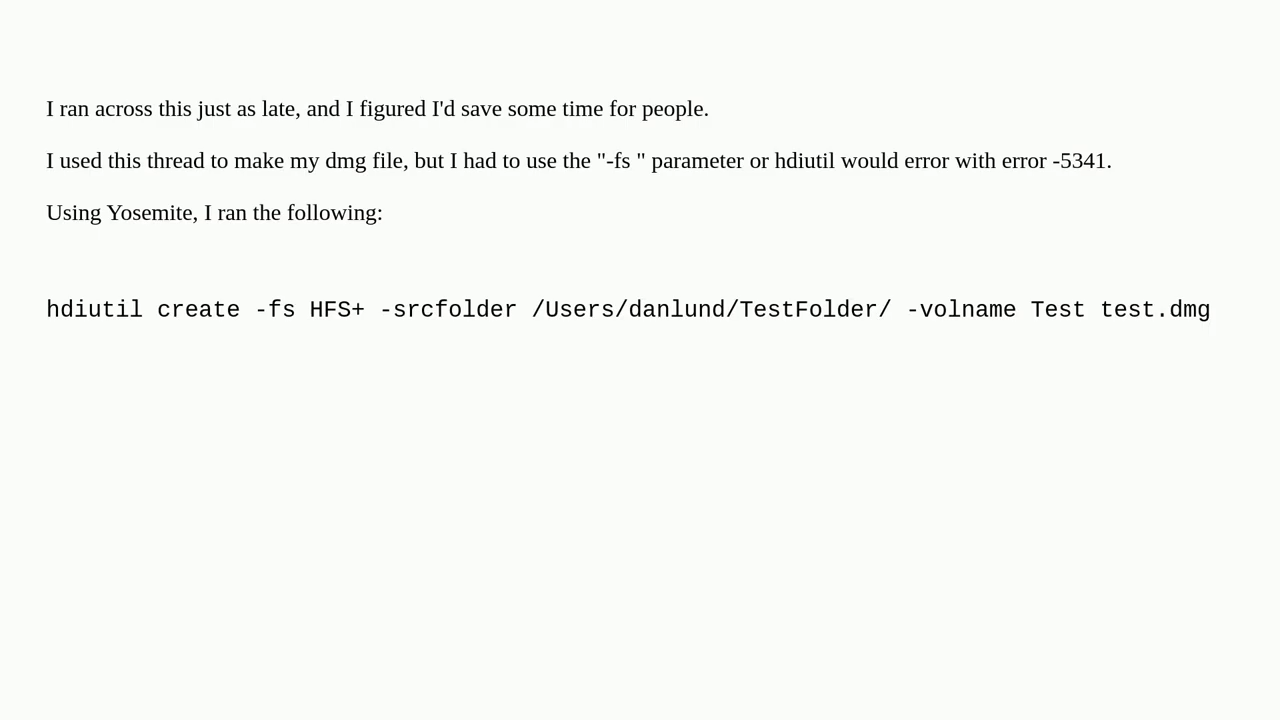 I ran across this just as late, and I figured I'd save some time for people.
I used this thread to make my dmg file, but I had to use the "-fs " parameter or hdiutil would error with error -5341.
Using Yosemite, I ran the following:
hdiutil create -fs HFS+ -srcfolder /Users/danlund/TestFolder/ -volname Test test.dmg